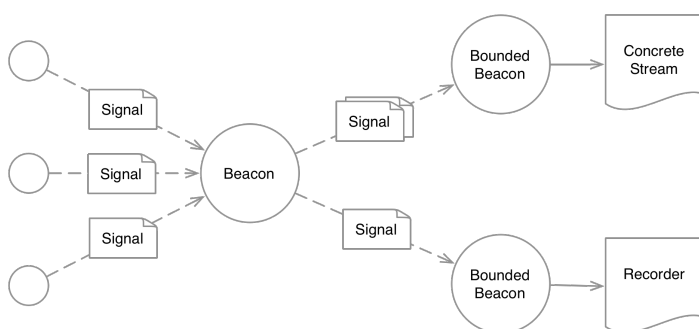 Signal
Signal
Signal
Beacon
Signal
Signal
Bounded
Beacon
Concrete
Stream
Bounded
Beacon
Recorder